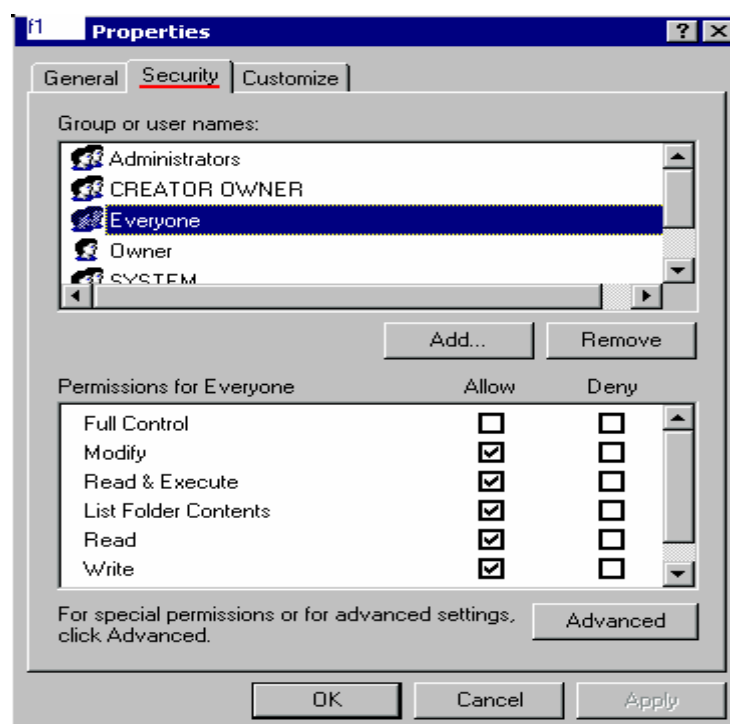 f1 Properties
General Security Customize
Group or user names:
Administrators
CREATOR OWNER
Everyone
Owner
SYSTEM
Add... Remove
Permissions for Everyone Allow Deny
Full Control
Modify
Read & Execute
List Folder Contents
Read
Write
For special permissions or for advanced settings,
click Advanced.
Advanced
OK Cancel Apply